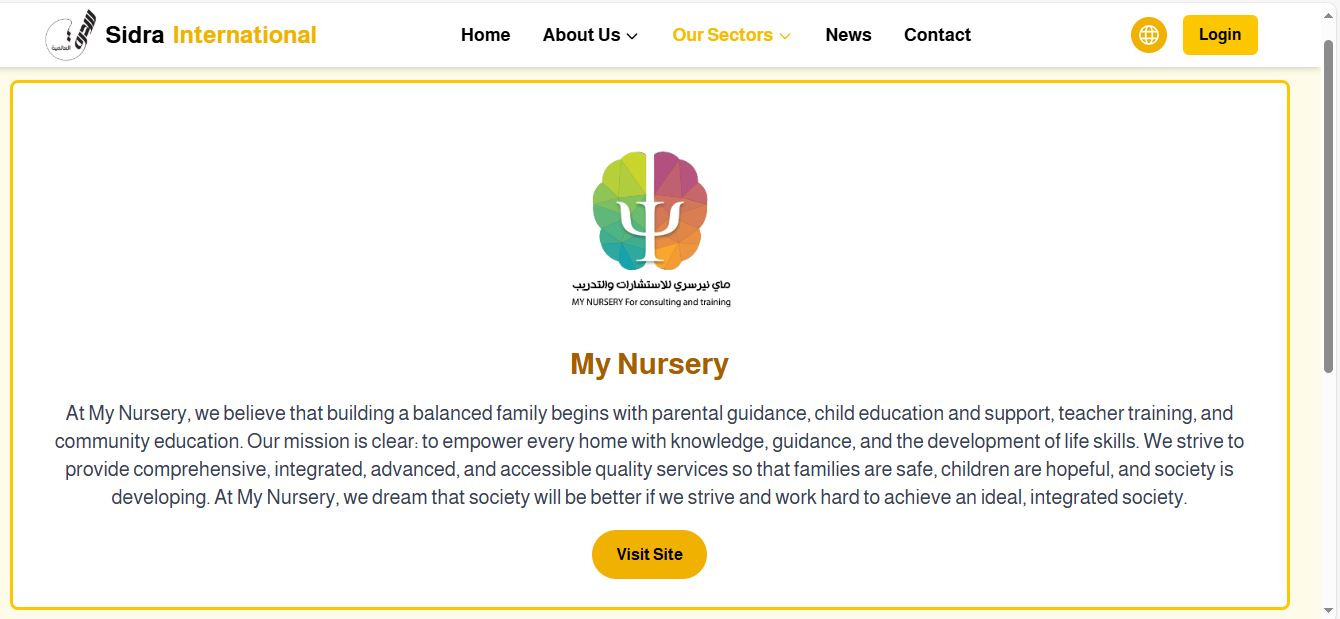 العالمية
Sidra International
Home About Us Our Sectors News Contact
Login
ماي نيرسري للاستشارات والتدريب
MY NURSERY For consulting and training
My Nursery
At My Nursery, we believe that building a balanced family begins with parental guidance, child education and support, teacher training, and
community education. Our mission is clear: to empower every home with knowledge, guidance, and the development of life skills. We strive to
provide comprehensive, integrated, advanced, and accessible quality services so that families are safe, children are hopeful, and society is
developing. At My Nursery, we dream that society will be better if we strive and work hard to achieve an ideal, integrated society.
Visit Site